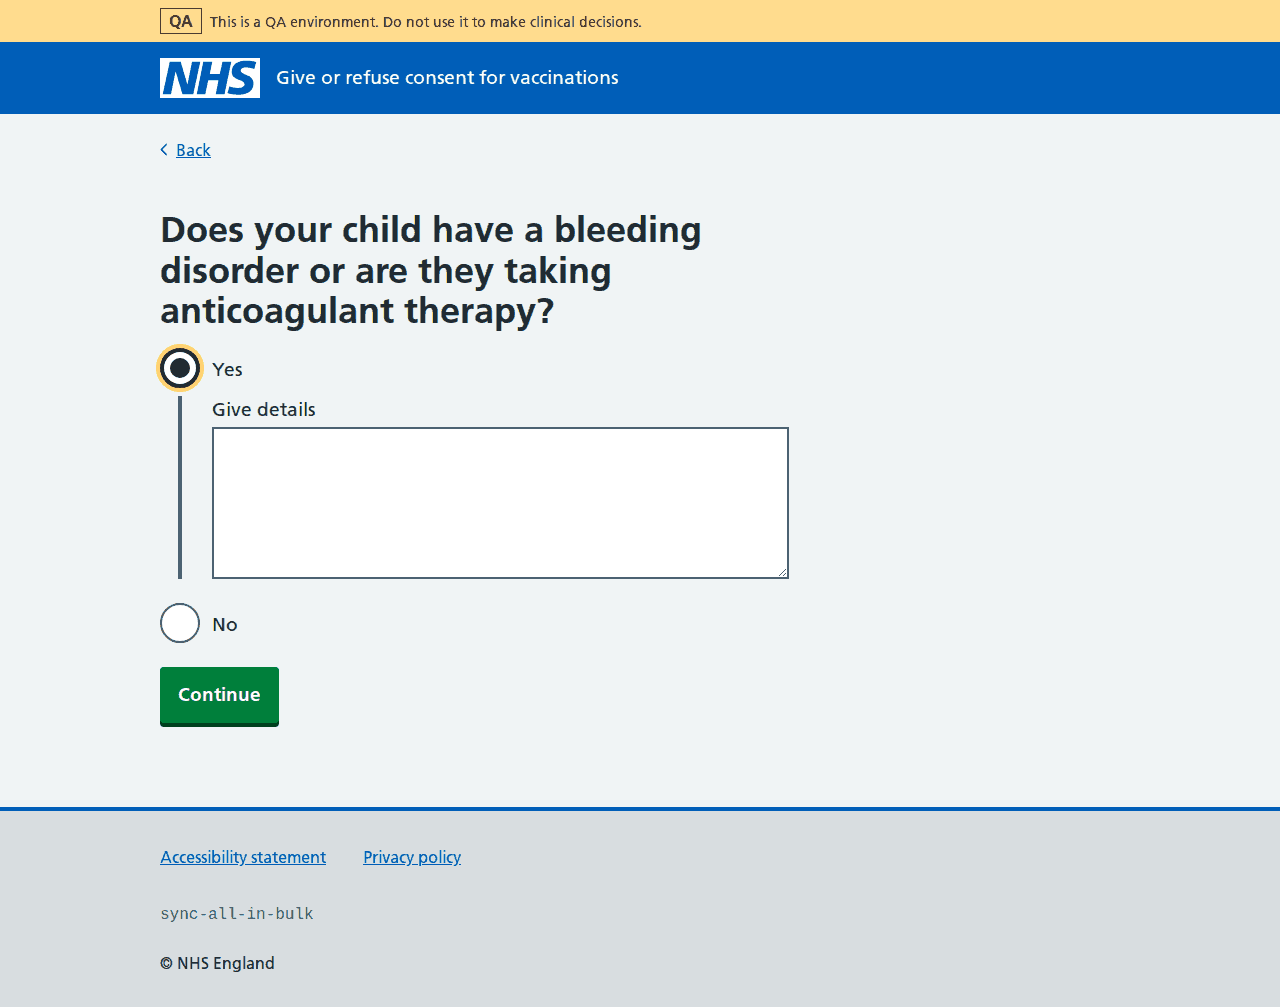 QA This is a QA environment. Do not use it to make clinical decisions.
NHS Give or refuse consent for vaccinations
Back
Does your child have a bleeding
disorder or are they taking
anticoagulant therapy?
Yes
Give details
No
Continue
Accessibility statement Privacy policy
sync-all-in-bulk
© NHS England